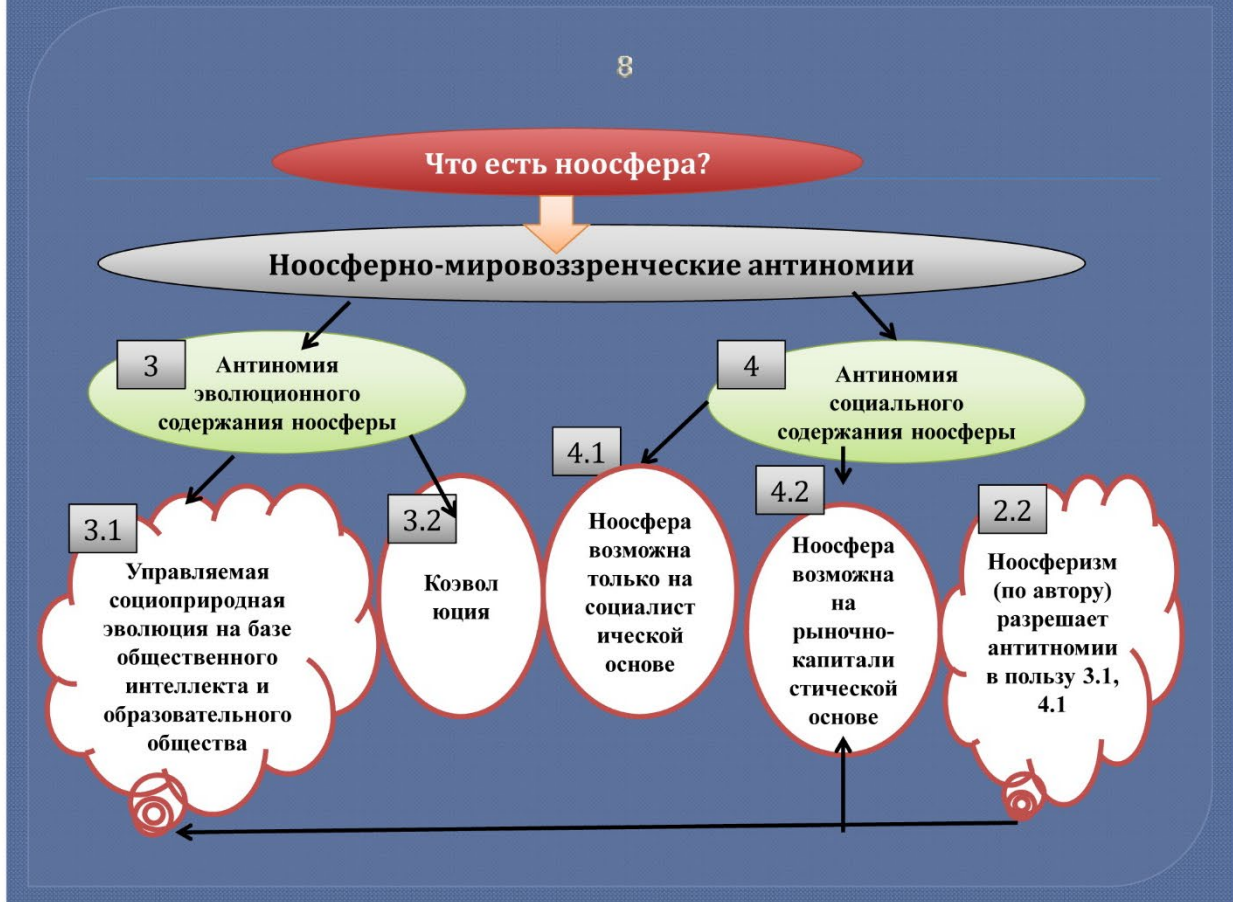 8
Что есть ноосфера?
Ноосферно-мировоззренческие антиномии
3
Антиномия
эволюционного
содержания ноосферы
4
Антиномия
социального
содержания ноосферы
3.1
Управляемая
социоприродная
эволюция на базе
общественного
интеллекта и
образовательного
общества
3.2
Коэвол
юция
4.1
Ноосфера
возможна
только на
социалист
ической
основе
4.2
Ноосфера
возможна
на
рыночно-
капитали
стической
основе
2.2
Ноосферизм
(по автору)
разрешает
антитномии
в пользу 3.1,
4.1